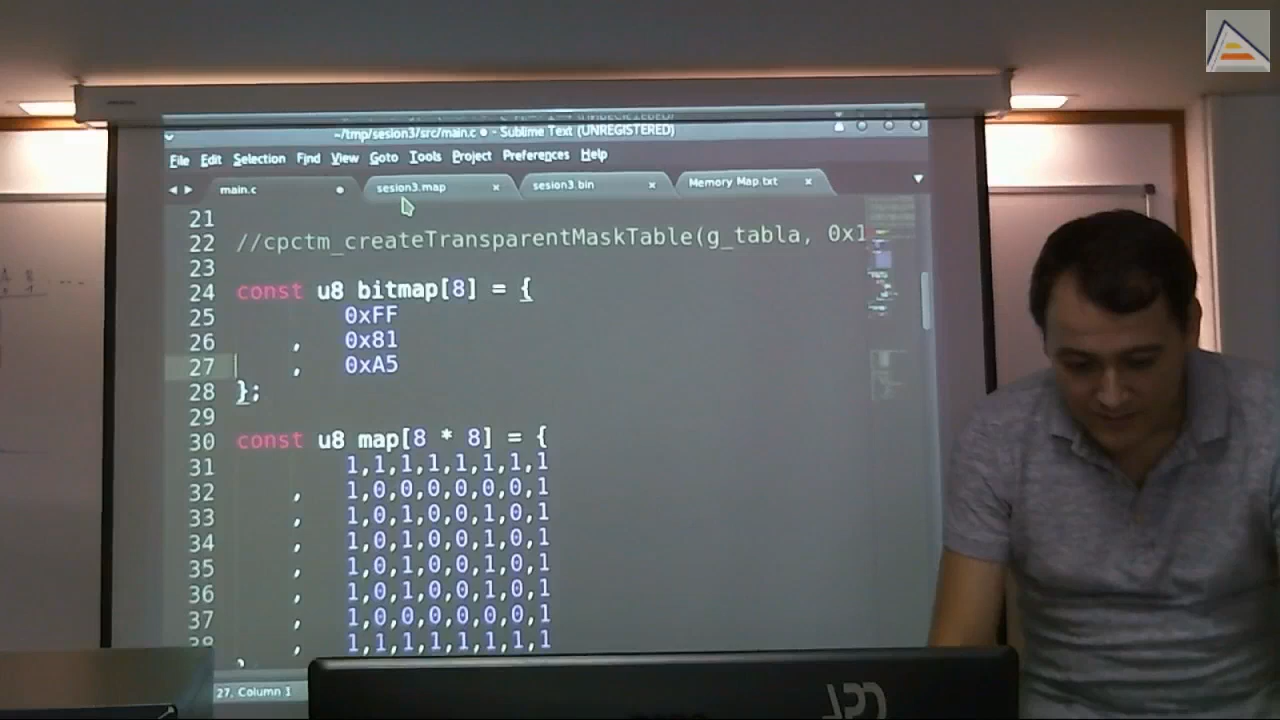 ~/tmp/sesion3/src/main.c • - Sublime Text (UNREGISTERED)
File Edit Selection Find View Goto Tools Project Preferences Help
main.c sesion3.map sesion3.bin Memory Map.txt
21
22 //cpctm_createTransparentMaskTable(g_tabla, 0x1
23
24 const u8 bitmap[8] = {
25 0xFF
26 , 0x81
27 , 0xA5
28 };
29
30 const u8 map[8 * 8] = {
31 1,1,1,1,1,1,1,1
32 , 1,0,0,0,0,0,0,1
33 , 1,0,1,0,0,1,0,1
34 , 1,0,1,0,0,1,0,1
35 , 1,0,1,0,0,1,0,1
36 , 1,0,1,0,0,1,0,1
37 , 1,0,0,0,0,0,0,1
38 , 1,1,1,1,1,1,1,1
27, Column 1